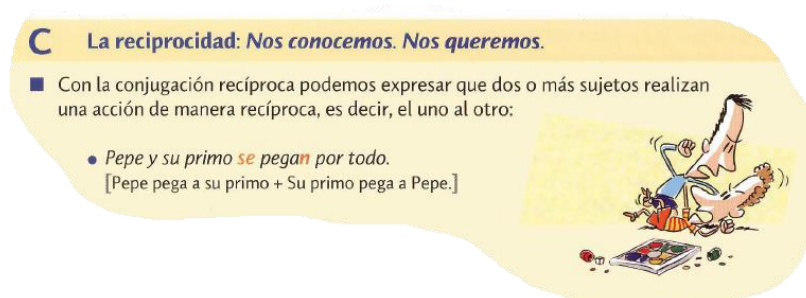 C La reciprocidad: Nos conocemos. Nos queremos.
■ Con la conjugación recíproca podemos expresar que dos o más sujetos realizan
una acción de manera recíproca, es decir, el uno al otro:
● Pepe y su primo se pegan por todo.
[Pepe pega a su primo + Su primo pega a Pepe.]